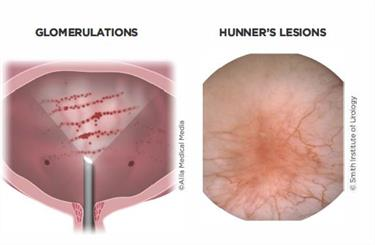 GLOMERULATIONS
HUNNER'S LESIONS
©Alila Medical Media
© Smith Institute of Urology